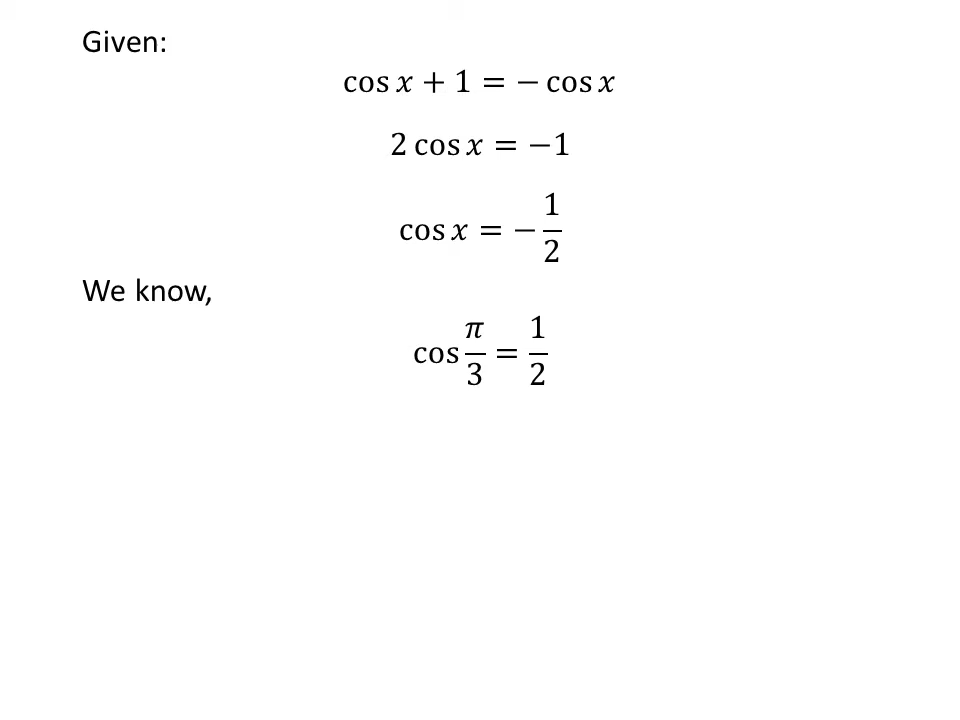 Given:
cos x + 1 = − cos x
2 cos x = −1
cos x = − 1/2
We know,
cos π/3 = 1/2